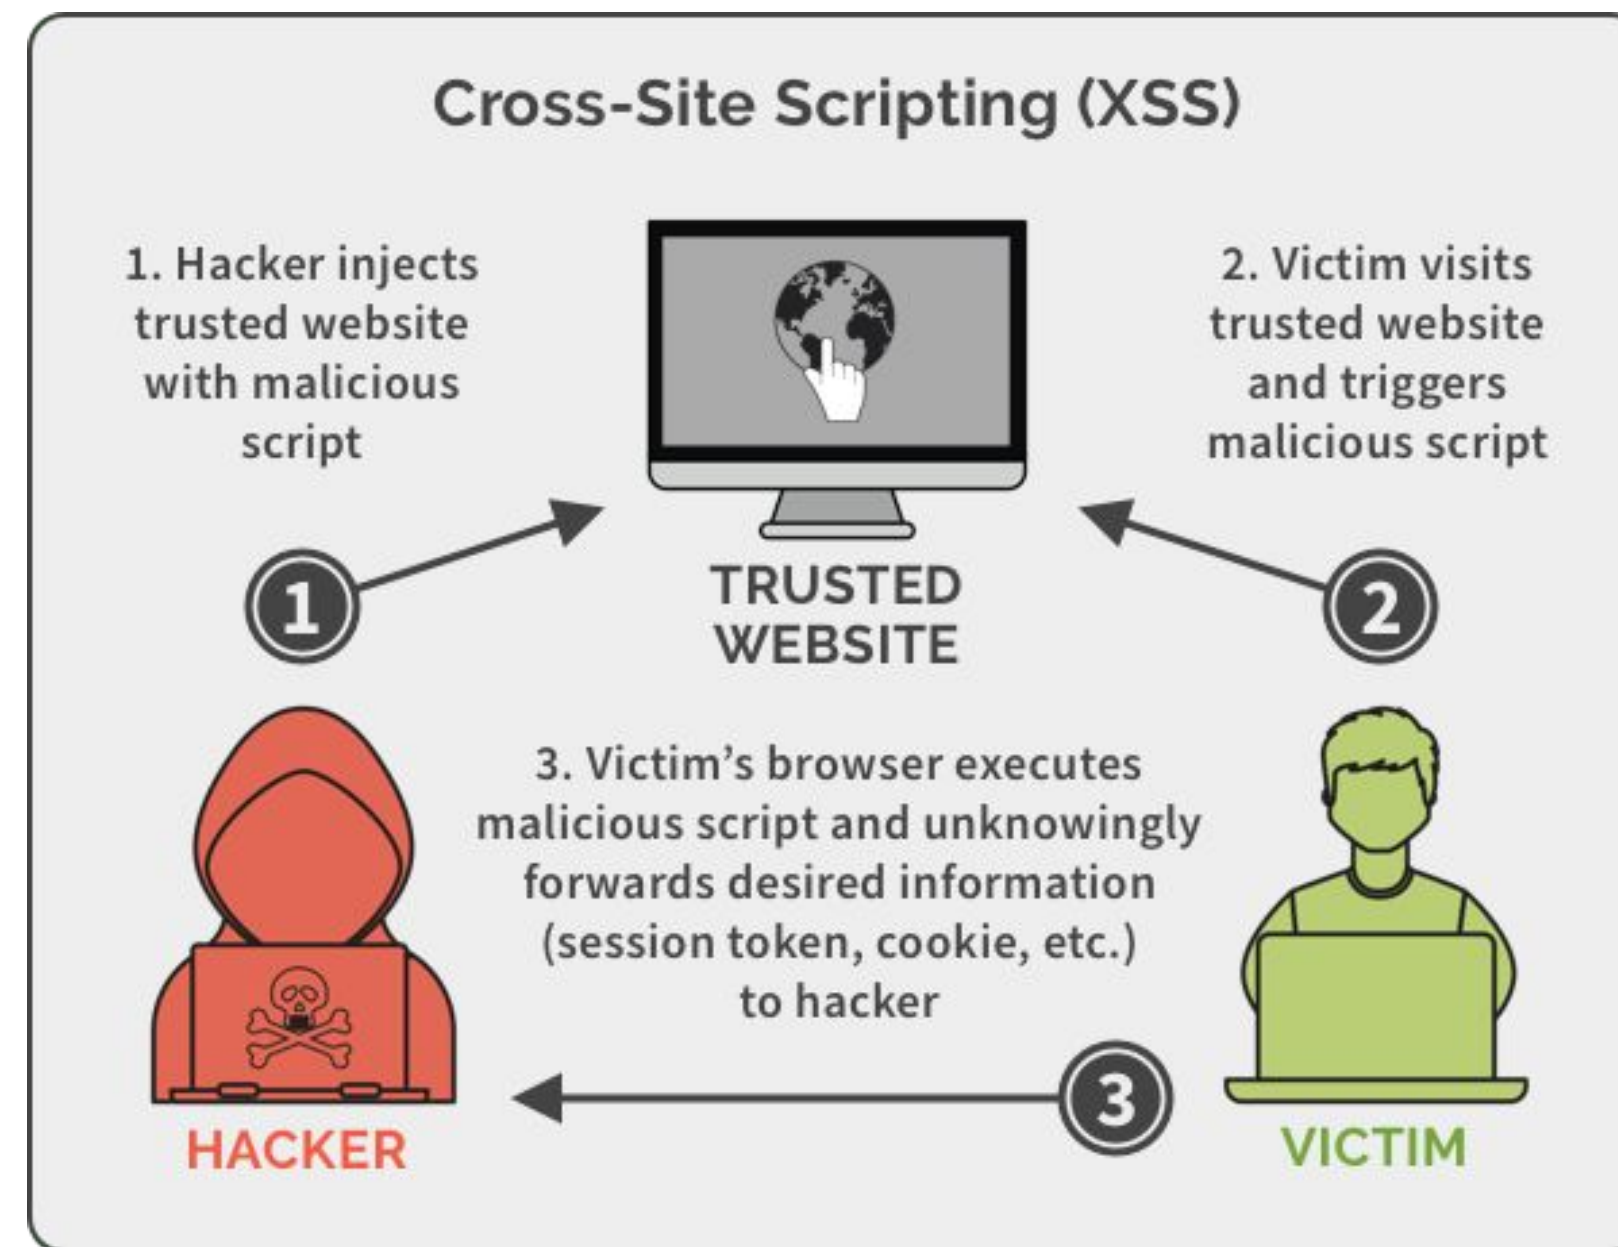 Cross-Site Scripting (XSS)
1. Hacker injects
trusted website
with malicious
script
2. Victim visits
trusted website
and triggers
malicious script
1
TRUSTED
WEBSITE
2
3. Victim’s browser executes
malicious script and unknowingly
forwards desired information
(session token, cookie, etc.)
to hacker
3
HACKER
VICTIM